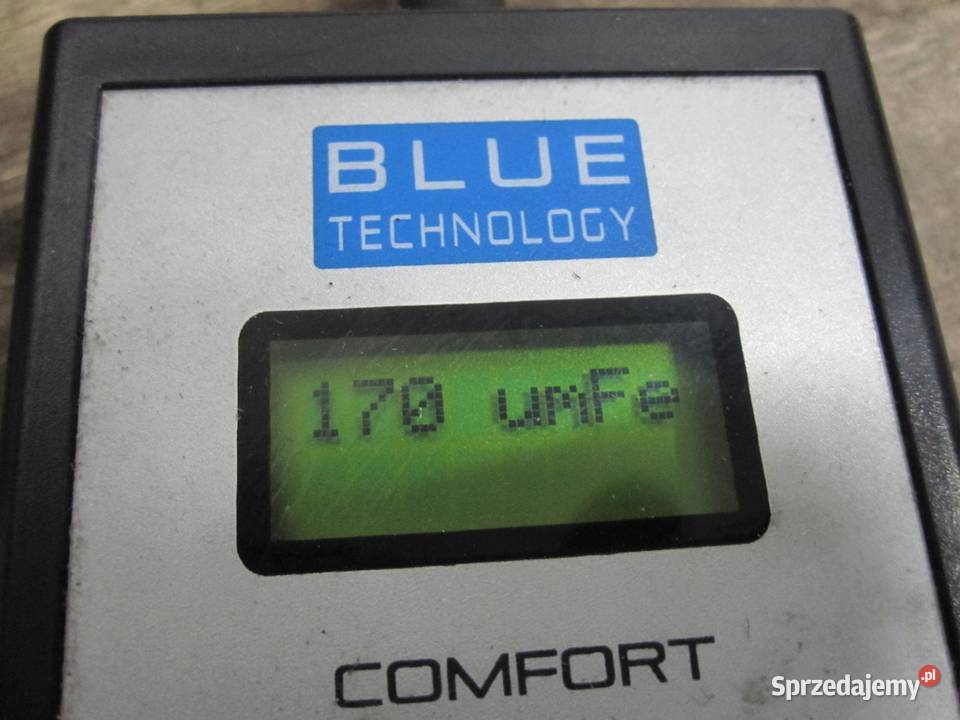 BLUE
TECHNOLOGY
170 umFe
COMFORT
Sprzedajemy.pl